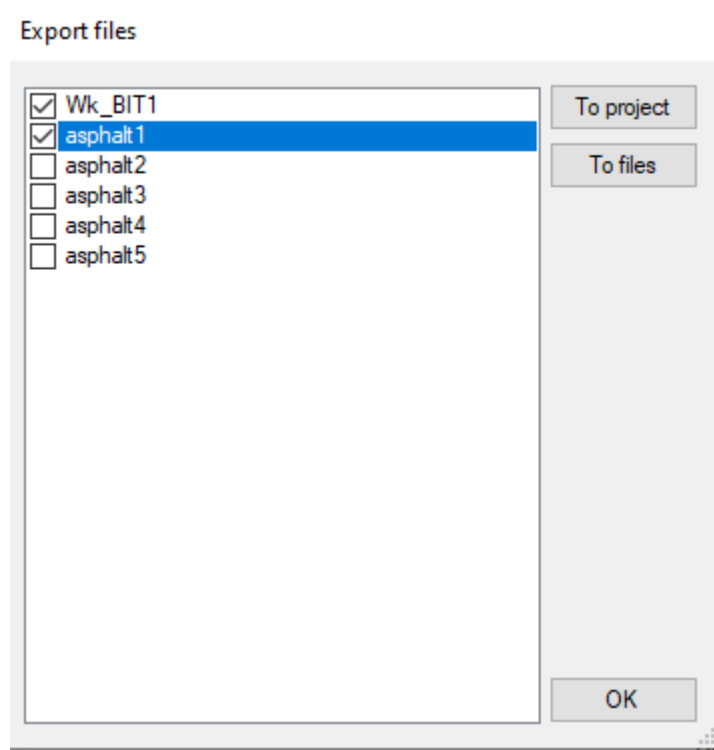 Export files
Wk_BIT1
asphalt1
asphalt2
asphalt3
asphalt4
asphalt5
To project
To files
OK